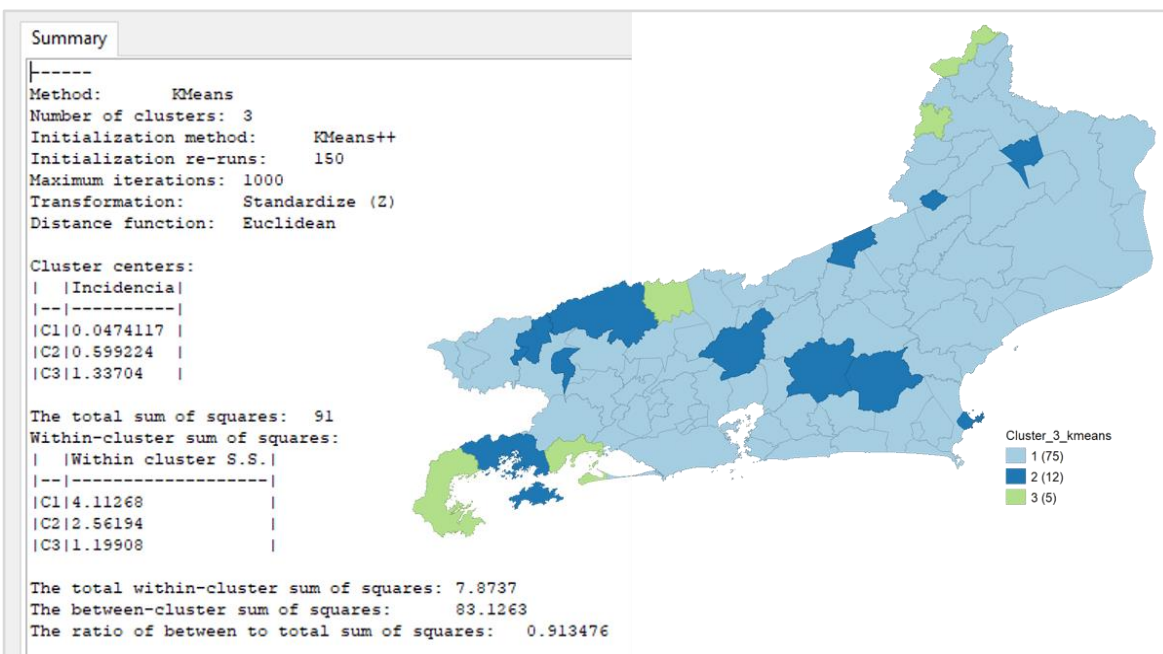 Summary
------
Method: KMeans
Number of clusters: 3
Initialization method: KMeans++
Initialization re-runs: 150
Maximum iterations: 1000
Transformation: Standardize (Z)
Distance function: Euclidean
Cluster centers:
|  |Incidencia|
|--|----------|
|C1|0.0474117 |
|C2|0.599224  |
|C3|1.33704   |
The total sum of squares: 91
Within-cluster sum of squares:
|  |Within cluster S.S.|
|--|-------------------|
|C1|4.11268            |
|C2|2.56194            |
|C3|1.19908            |
The total within-cluster sum of squares: 7.8737
The between-cluster sum of squares: 83.1263
The ratio of between to total sum of squares: 0.913476
Cluster_3_kmeans
1 (75)
2 (12)
3 (5)